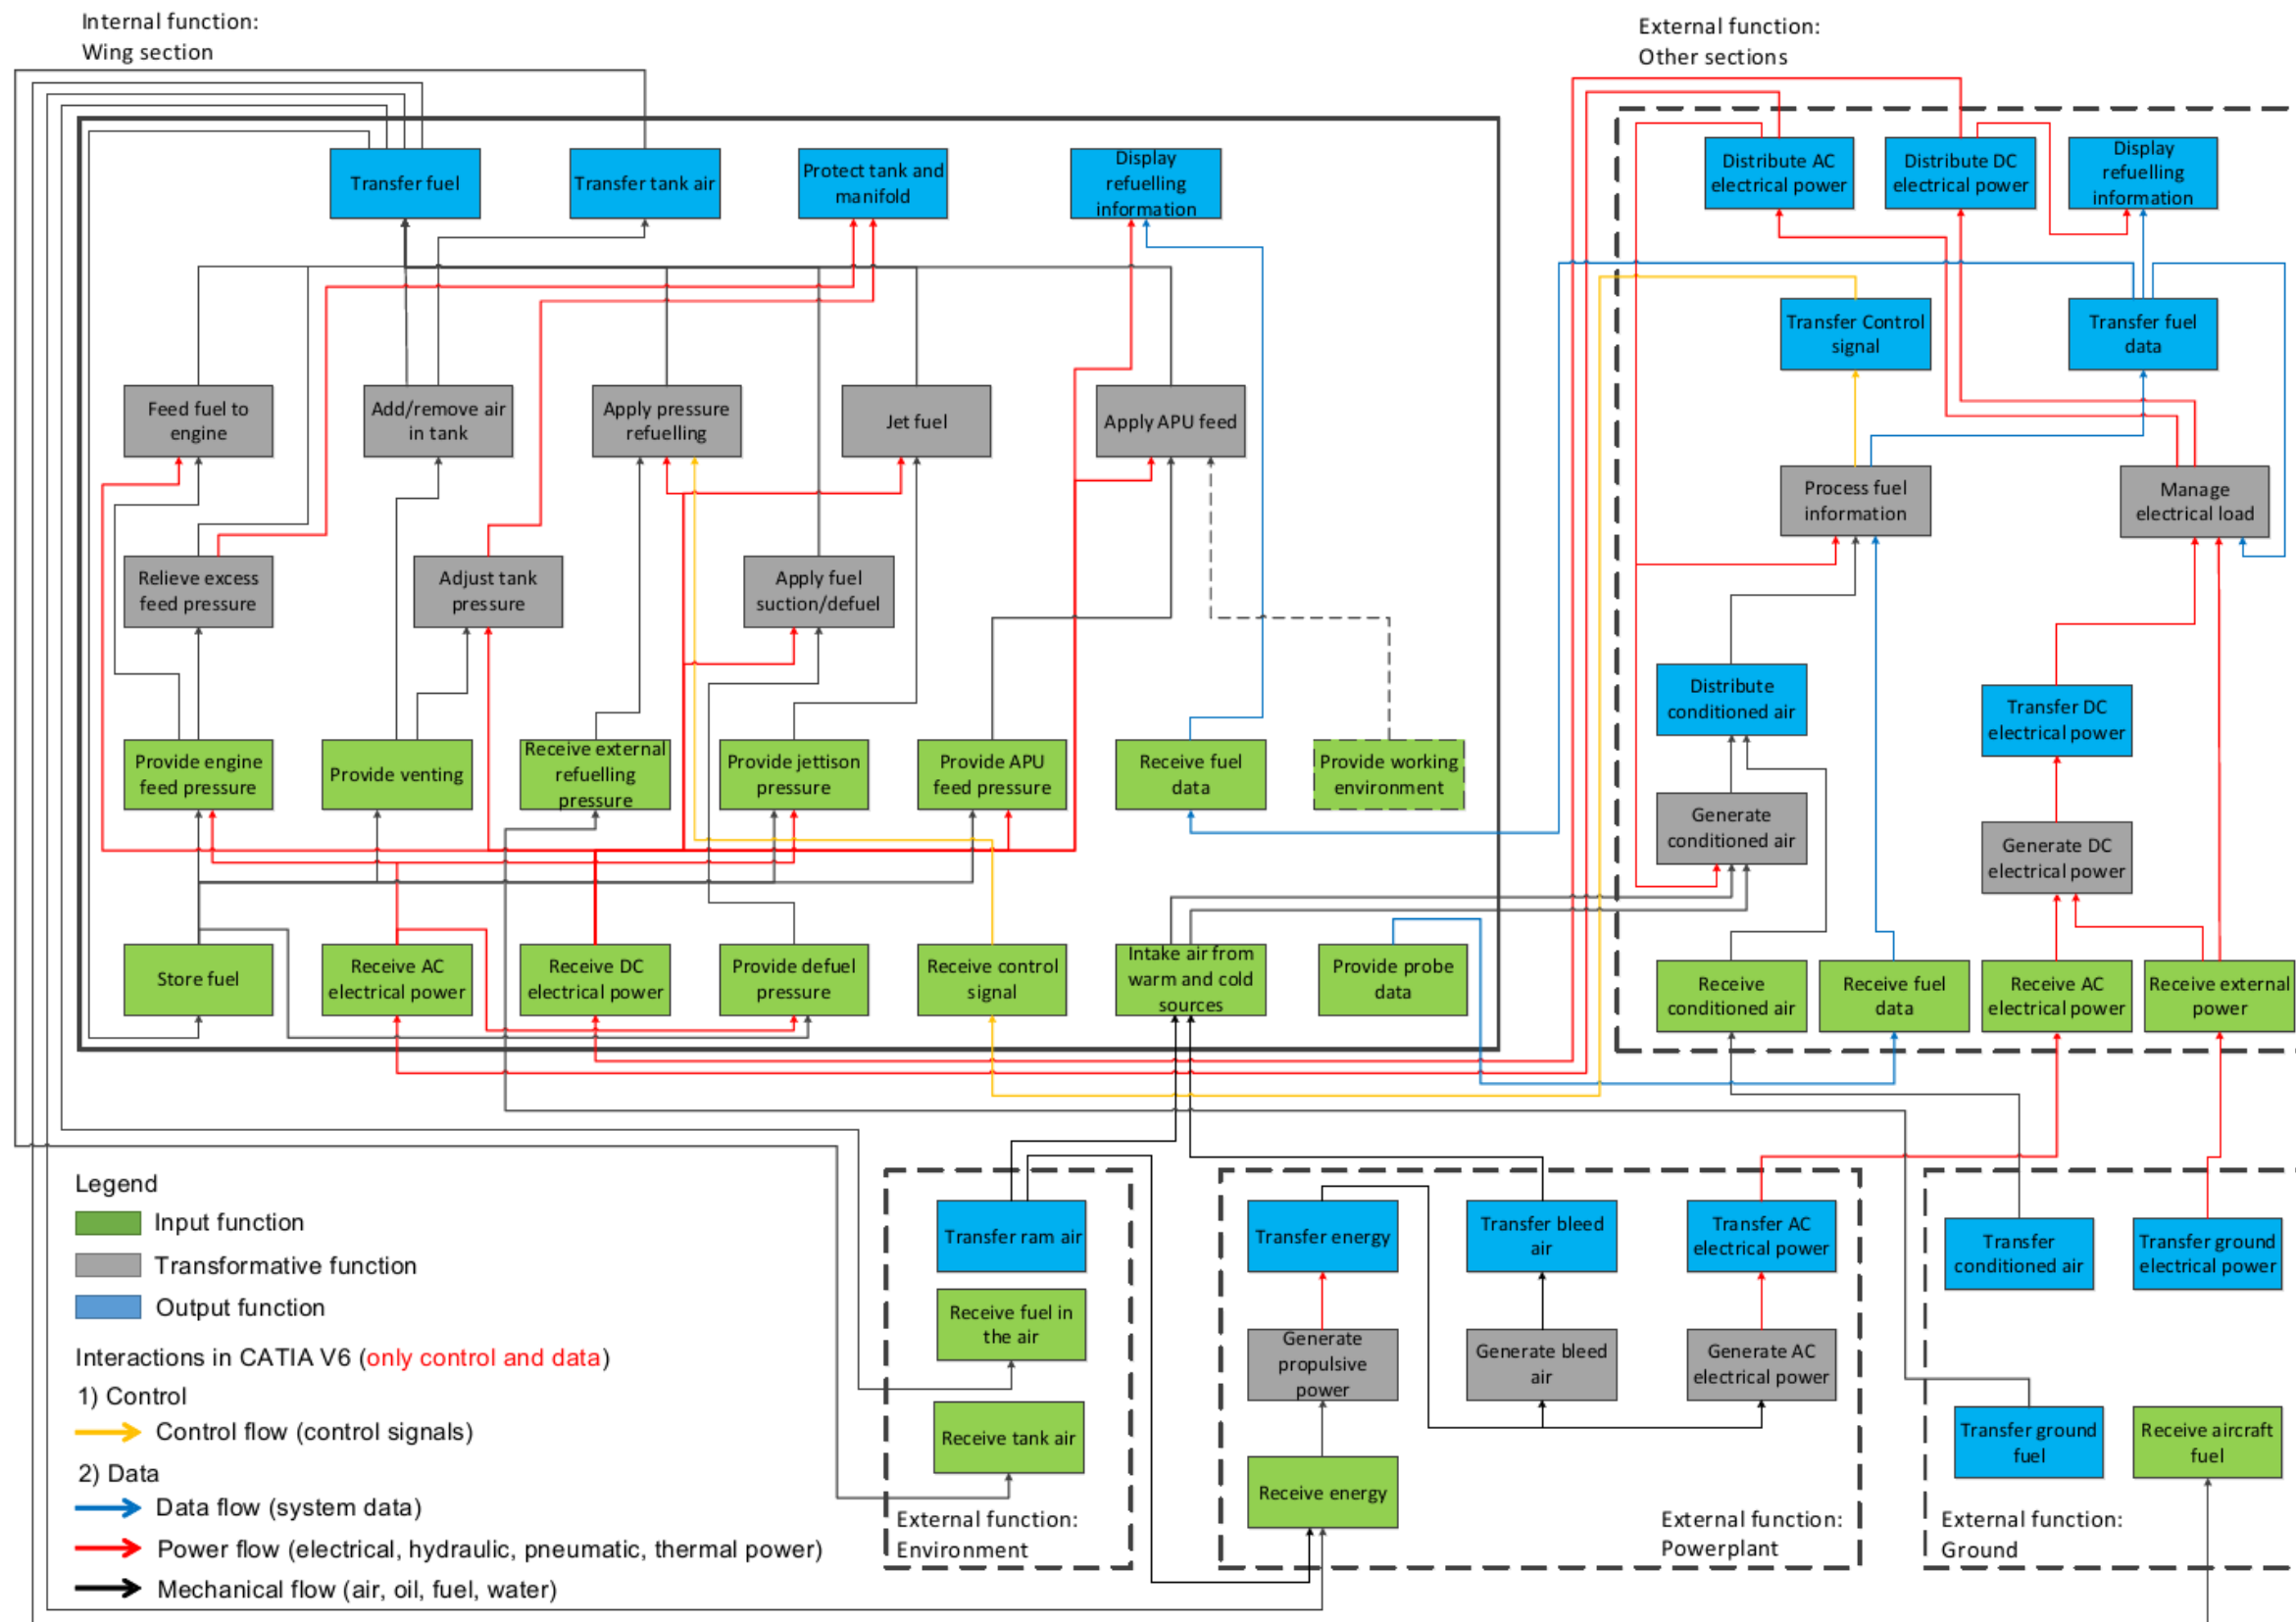 Internal function:
Wing section
External function:
Other sections
Transfer fuel
Transfer tank air
Protect tank and
manifold
Display
refuelling
information
Distribute AC
electrical power
Distribute DC
electrical power
Display
refuelling
information
Transfer Control
signal
Transfer fuel
data
Feed fuel to
engine
Add/remove air
in tank
Apply pressure
refuelling
Jet fuel
Apply APU feed
Process fuel
information
Manage
electrical load
Relieve excess
feed pressure
Adjust tank
pressure
Apply fuel
suction/defuel
Distribute
conditioned air
Transfer DC
electrical power
Provide engine
feed pressure
Provide venting
Receive external
refuelling
pressure
Provide jettison
pressure
Provide APU
feed pressure
Receive fuel
data
Provide working
environment
Generate
conditioned air
Generate DC
electrical power
Store fuel
Receive AC
electrical power
Receive DC
electrical power
Provide defuel
pressure
Receive control
signal
Intake air from
warm and cold
sources
Provide probe
data
Receive
conditioned air
Receive fuel
data
Receive AC
electrical power
Receive external
power
Legend
Input function
Transformative function
Output function
Interactions in CATIA V6 (only control and data)
1) Control
Control flow (control signals)
2) Data
Data flow (system data)
Power flow (electrical, hydraulic, pneumatic, thermal power)
Mechanical flow (air, oil, fuel, water)
Transfer ram air
Receive fuel in
the air
Receive tank air
External function:
Environment
Transfer energy
Transfer bleed
air
Transfer AC
electrical power
Generate
propulsive
power
Generate bleed
air
Generate AC
electrical power
Receive energy
External function:
Powerplant
Transfer
conditioned air
Transfer ground
electrical power
Transfer ground
fuel
Receive aircraft
fuel
External function:
Ground